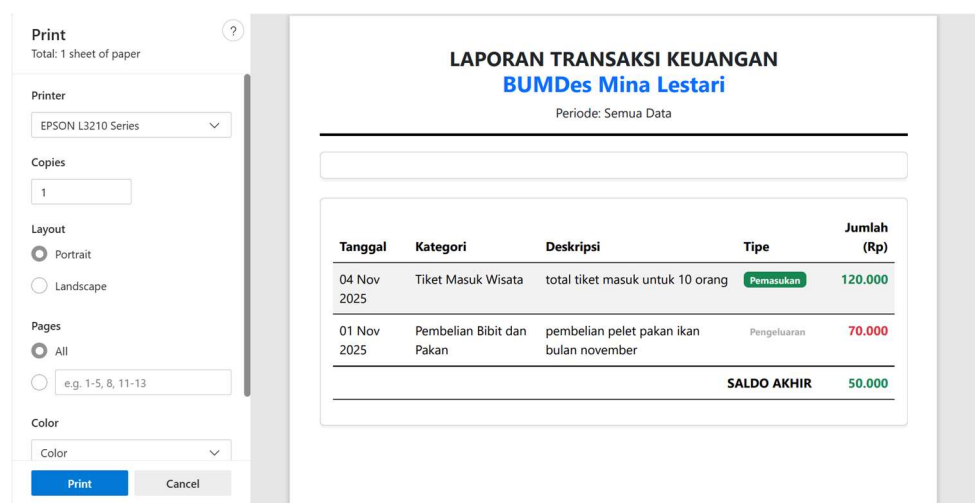 Print
?
Total: 1 sheet of paper
Printer
EPSON L3210 Series
Copies
1
Layout
Portrait
Landscape
Pages
All
e.g. 1-5, 8, 11-13
Color
Color
Print Cancel
LAPORAN TRANSAKSI KEUANGAN
BUMDes Mina Lestari
Periode: Semua Data
Jumlah
Tanggal Kategori Deskripsi Tipe (Rp)
04 Nov Tiket Masuk Wisata total tiket masuk untuk 10 orang Pemasukan 120.000
2025
01 Nov Pembelian Bibit dan pembelian pelet pakan ikan Pengeluaran 70.000
2025 Pakan bulan november
SALDO AKHIR 50.000